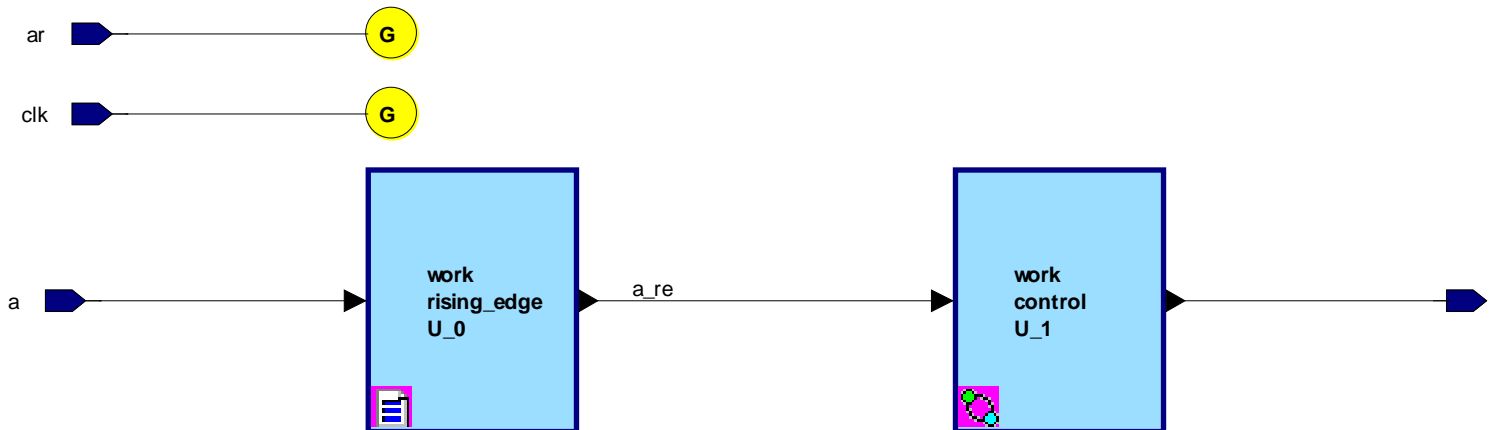 ar
G
clk
G
a
work
rising_edge
U_0
a_re
work
control
U_1